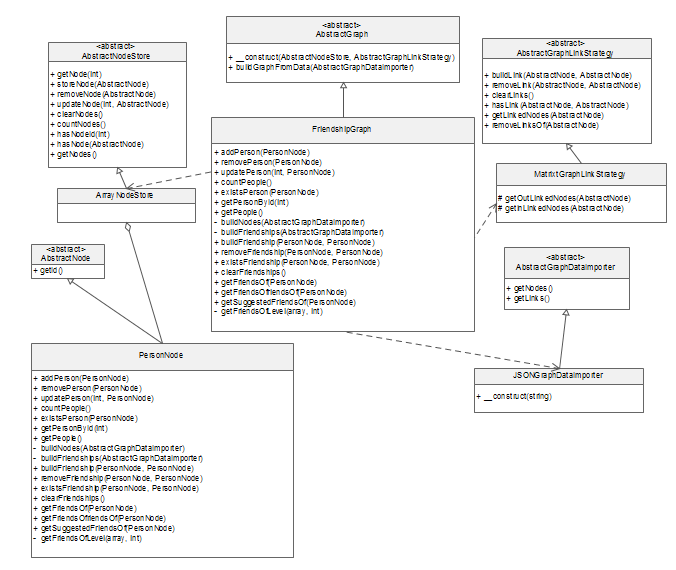 <abstract>
AbstractGraph
+ __construct(AbstractNodeStore, AbstractGraphLinkStrategy)
+ buildGraphFromData(AbstractGraphDataImporter)
<abstract>
AbstractNodeStore
+ getNode(int)
+ storeNode(AbstractNode)
+ removeNode(AbstractNode)
+ updateNode(int, AbstractNode)
+ clearNodes()
+ countNodes()
+ hasNodeId(int)
+ hasNode(AbstractNode)
+ getNodes()
<abstract>
AbstractGraphLinkStrategy
+ buildLink(AbstractNode, AbstractNode)
+ removeLink(AbstractNode, AbstractNode)
+ clearLinks()
+ hasLink(AbstractNode, AbstractNode)
+ getLinkedNodes(AbstractNode)
+ removeLinksOf(AbstractNode)
FriendshipGraph
+ addPerson(PersonNode)
+ removePerson(PersonNode)
+ updatePerson(int, PersonNode)
+ countPeople()
+ existsPerson(PersonNode)
+ getPersonById(int)
+ getPeople()
- buildNodes(AbstractGraphDataImporter)
- buildFriendships(AbstractGraphDataImporter)
+ buildFriendship(PersonNode, PersonNode)
+ removeFriendship(PersonNode, PersonNode)
+ existsFriendship(PersonNode, PersonNode)
+ clearFriendships()
+ getFriendsOf(PersonNode)
+ getFriendsOfriendsOf(PersonNode)
+ getSuggestedFriendsOf(PersonNode)
- getFriendsOfLevel(array, int)
ArrayNodeStore
MatirixtGraphLinkStrategy
# getOutLinkedNodes(AbstractNode)
# getInLinkedNodes(AbstractNode)
<abstract>
AbstractNode
+ getId()
<abstract>
AbstractGraphDataImporter
+ getNodes()
+ getLinks()
PersonNode
+ addPerson(PersonNode)
+ removePerson(PersonNode)
+ updatePerson(int, PersonNode)
+ countPeople()
+ existsPerson(PersonNode)
+ getPersonById(int)
+ getPeople()
- buildNodes(AbstractGraphDataImporter)
- buildFriendships(AbstractGraphDataImporter)
+ buildFriendship(PersonNode, PersonNode)
+ removeFriendship(PersonNode, PersonNode)
+ existsFriendship(PersonNode, PersonNode)
+ clearFriendships()
+ getFriendsOf(PersonNode)
+ getFriendsOfriendsOf(PersonNode)
+ getSuggestedFriendsOf(PersonNode)
- getFriendsOfLevel(array, int)
JSONGraphDataImporter
+ __construct(string)